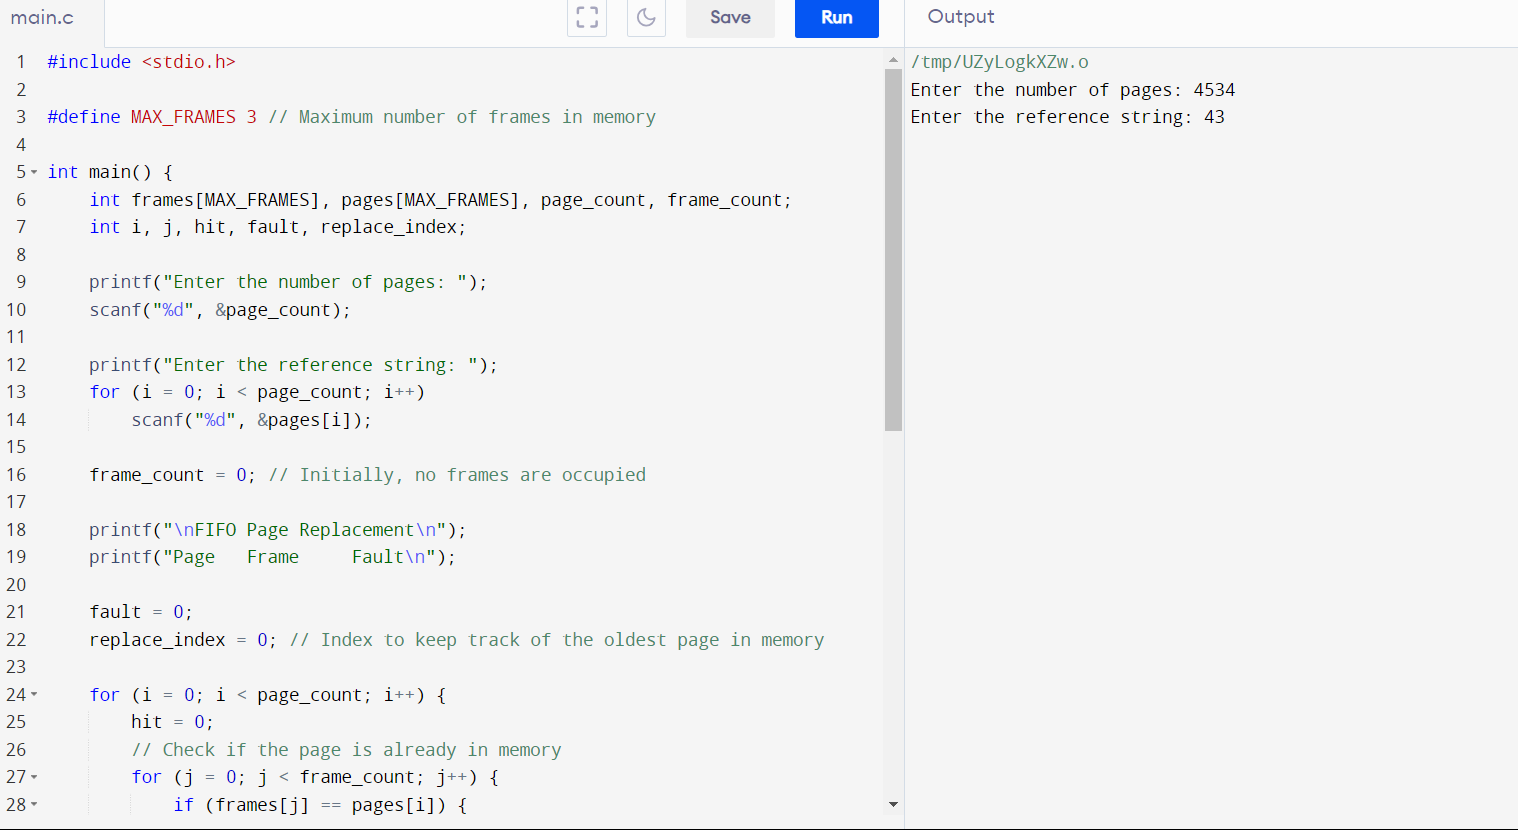 main.c
Save
Run
Output
1 #include <stdio.h>
2
3 #define MAX_FRAMES 3 // Maximum number of frames in memory
4
5 int main() {
6     int frames[MAX_FRAMES], pages[MAX_FRAMES], page_count, frame_count;
7     int i, j, hit, fault, replace_index;
8
9     printf("Enter the number of pages: ");
10     scanf("%d", &page_count);
11
12     printf("Enter the reference string: ");
13     for (i = 0; i < page_count; i++)
14         scanf("%d", &pages[i]);
15
16     frame_count = 0; // Initially, no frames are occupied
17
18     printf("\nFIFO Page Replacement\n");
19     printf("Page   Frame     Fault\n");
20
21     fault = 0;
22     replace_index = 0; // Index to keep track of the oldest page in memory
23
24     for (i = 0; i < page_count; i++) {
25         hit = 0;
26         // Check if the page is already in memory
27         for (j = 0; j < frame_count; j++) {
28             if (frames[j] == pages[i]) {
/tmp/UZyLogkXZw.o
Enter the number of pages: 4534
Enter the reference string: 43